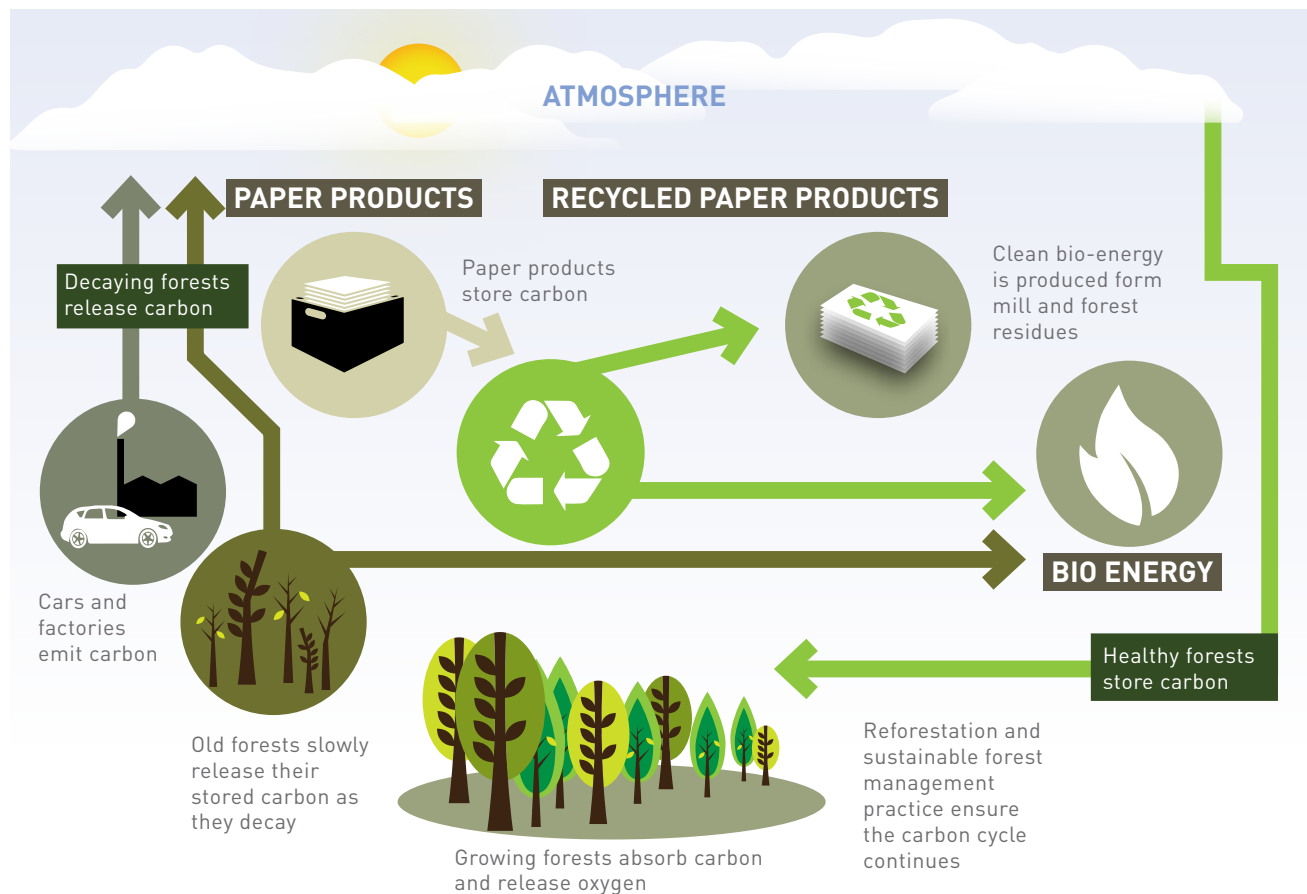 ATMOSPHERE
PAPER PRODUCTS
RECYCLED PAPER PRODUCTS
Decaying forests
release carbon
Paper products
store carbon
Clean bio-energy
is produced form
mill and forest
residues
BIO ENERGY
Cars and
factories
emit carbon
Healthy forests
store carbon
Old forests slowly
release their
stored carbon as
they decay
Reforestation and
sustainable forest
management
practice ensure
the carbon cycle
continues
Growing forests absorb carbon
and release oxygen